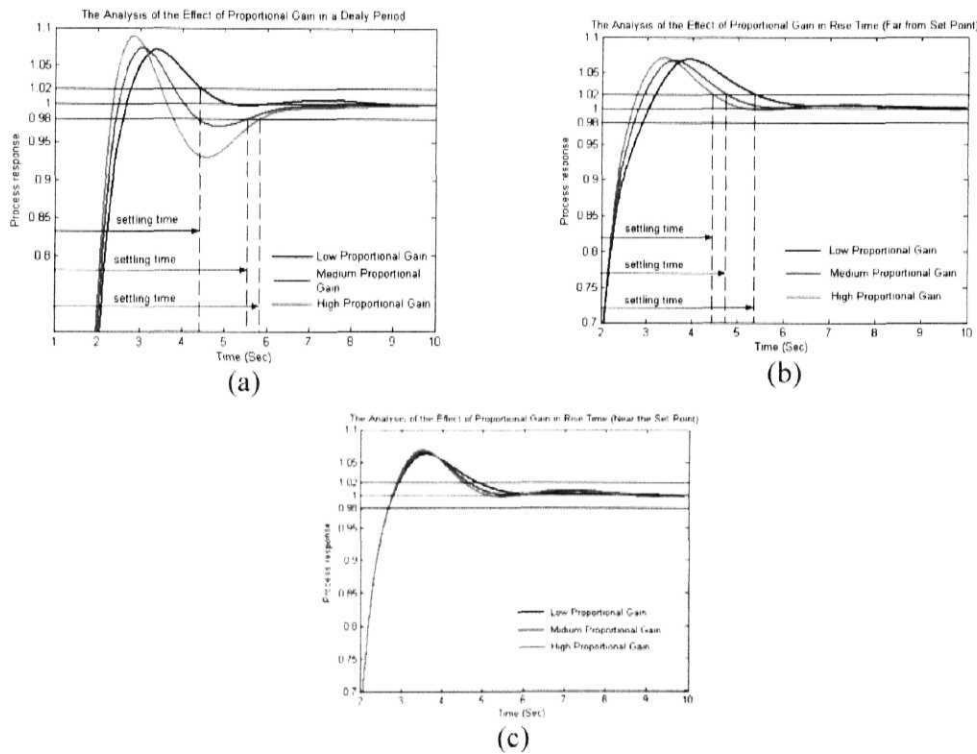 The Analysis of the Effect of Proportional Gain in a Dealy Period
1.1
1.05
1.02
1
0.98
0.95
0.9
0.85
0.8
Process response
settling time
settling time
settling time
Low Proportional Gain
Medium Proportional
Gain
High Proportional Gain
1 2 3 4 5 6 7 8 9 10
Time (Sec)
(a)
The Analysis of the Effect of Proportional Gain in Rise Time (Far from Set Point)
1.1
1.05
1.02
1
0.98
0.95
0.9
0.85
0.8
0.75
0.7
Process response
settling time
settling time
settling time
Low Proportional Gain
Medium Proportional Gain
High Proportional Gain
2 3 4 5 6 7 8 9 10
Time (Sec)
(b)
The Analysis of the Effect of Proportional Gain in Rise Time (Near the Set Point)
1.1
1.05
1.02
1
0.98
0.95
0.9
0.85
0.8
0.75
0.7
Process response
Low Proportional Gain
Midium Proportional Gain
High Proportional Gain
2 3 4 5 6 7 8 9 10
Time (Sec)
(c)